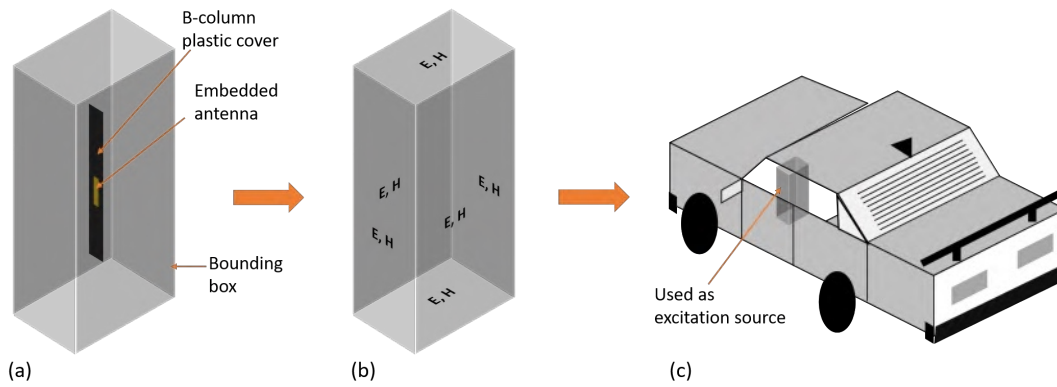 B-column
plastic cover
Embedded
antenna
Bounding
box
(a)
E, H
E, H
E, H
E, H
E, H
E, H
(b)
Used as
excitation source
(c)